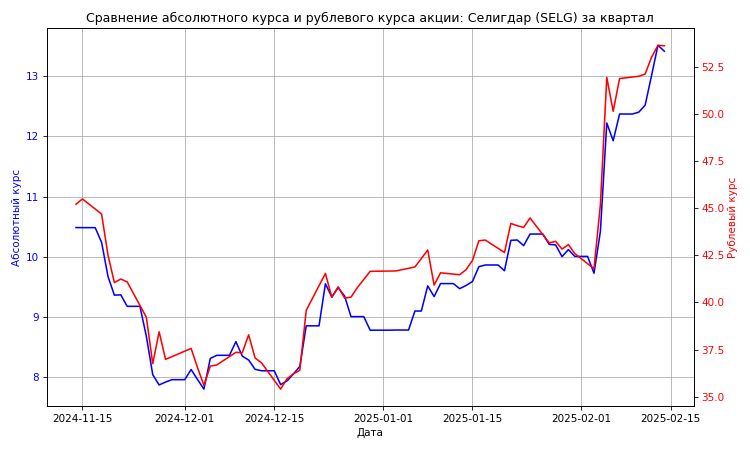 Сравнение абсолютного курса и рублевого курса акции: Селигдар (SELG) за квартал
Абсолютный курс
13
12
11
10
9
8
52.5
50.0
47.5
45.0
42.5
40.0
37.5
35.0
Рублевый курс
2024-11-15 2024-12-01 2024-12-15 2025-01-01 2025-01-15 2025-02-01 2025-02-15
Дата